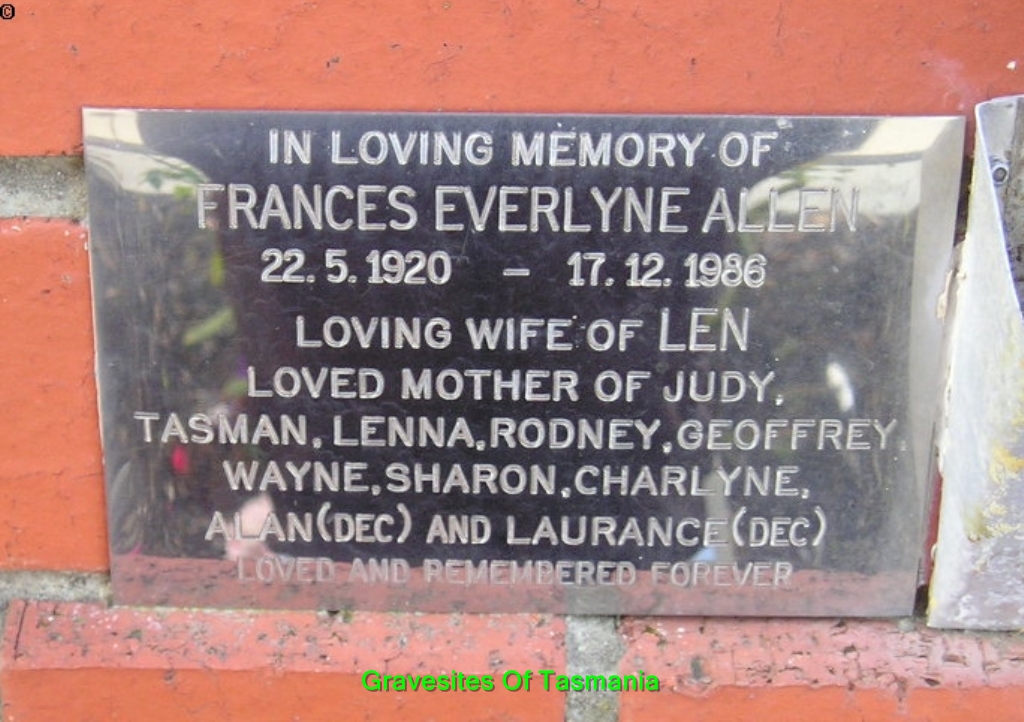 ©
IN LOVING MEMORY OF
FRANCES EVERLYNE ALLEN
22.5.1920 - 17.12.1986
LOVING WIFE OF LEN
LOVED MOTHER OF JUDY,
TASMAN, LENNA, RODNEY, GEOFFREY,
WAYNE, SHARON, CHARLYNE,
ALAN (DEC) AND LAURANCE (DEC)
LOVED AND REMEMBERED FOREVER
Gravesites Of Tasmania